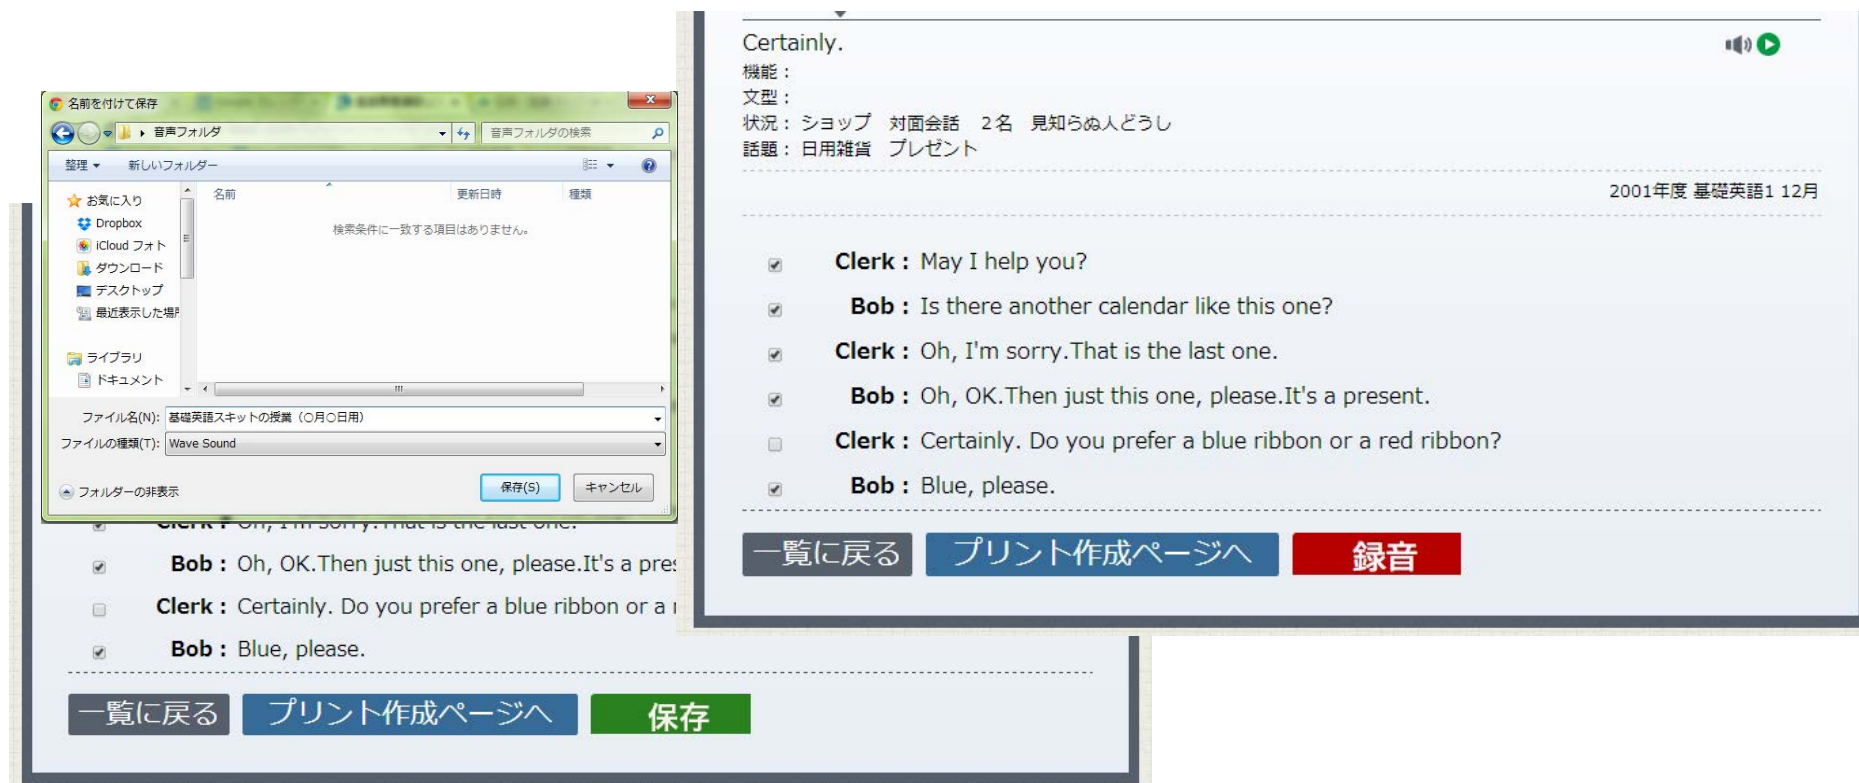 Certainly.
機能：
文型：
状況：ショップ 対面会話 2名 見知らぬ人どうし
話題：日用雑貨 プレゼント
2001年度 基礎英語1 12月
Clerk： May I help you?
Bob： Is there another calendar like this one?
Clerk： Oh, I'm sorry.That is the last one.
Bob： Oh, OK.Then just this one, please.It's a present.
Clerk： Certainly. Do you prefer a blue ribbon or a red ribbon?
Bob： Blue, please.
一覧に戻る プリント作成ページへ 録音
名前を付けて保存
音声フォルダ 音声フォルダの検索
整理 新しいフォルダー
名前 更新日時 種類
検索条件に一致する項目はありません。
お気に入り
Dropbox
iCloud フォト
ダウンロード
デスクトップ
最近表示した場所
ライブラリ
ドキュメント
ファイル名(N): 基礎英語スキットの授業（○月○日用）
ファイルの種類(T): Wave Sound
フォルダーの非表示 保存(S) キャンセル
Clerk： Oh, I'm sorry.That is the last one.
Bob： Oh, OK.Then just this one, please.It's a pres
Clerk： Certainly. Do you prefer a blue ribbon or a r
Bob： Blue, please.
一覧に戻る プリント作成ページへ 保存